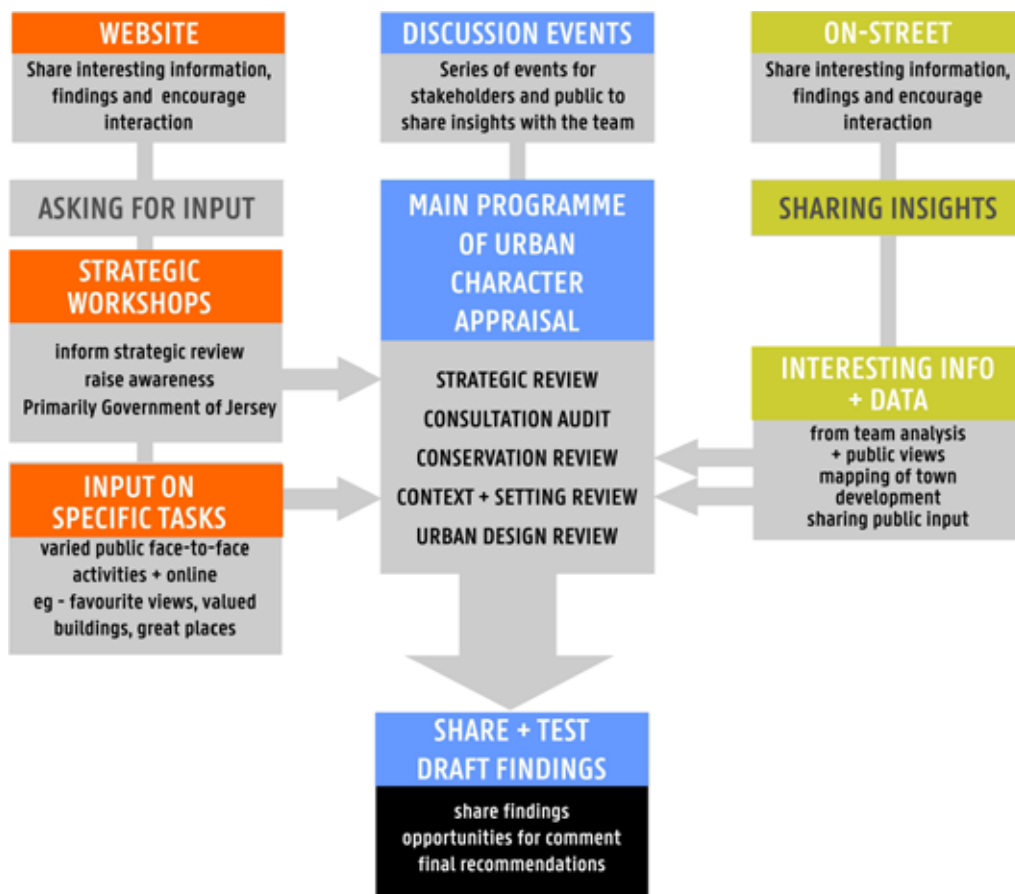 WEBSITE
Share interesting information,
findings and encourage
interaction
ASKING FOR INPUT
STRATEGIC
WORKSHOPS
inform strategic review
raise awareness
Primarily Government of Jersey
INPUT ON
SPECIFIC TASKS
varied public face-to-face
activities + online
eg - favourite views, valued
buildings, great places
DISCUSSION EVENTS
Series of events for
stakeholders and public to
share insights with the team
MAIN PROGRAMME
OF URBAN
CHARACTER
APPRAISAL
STRATEGIC REVIEW
CONSULTATION AUDIT
CONSERVATION REVIEW
CONTEXT + SETTING REVIEW
URBAN DESIGN REVIEW
SHARE + TEST
DRAFT FINDINGS
share findings
opportunities for comment
final recommendations
ON-STREET
Share interesting information,
findings and encourage
interaction
SHARING INSIGHTS
INTERESTING INFO
+ DATA
from team analysis
+ public views
mapping of town
development
sharing public input